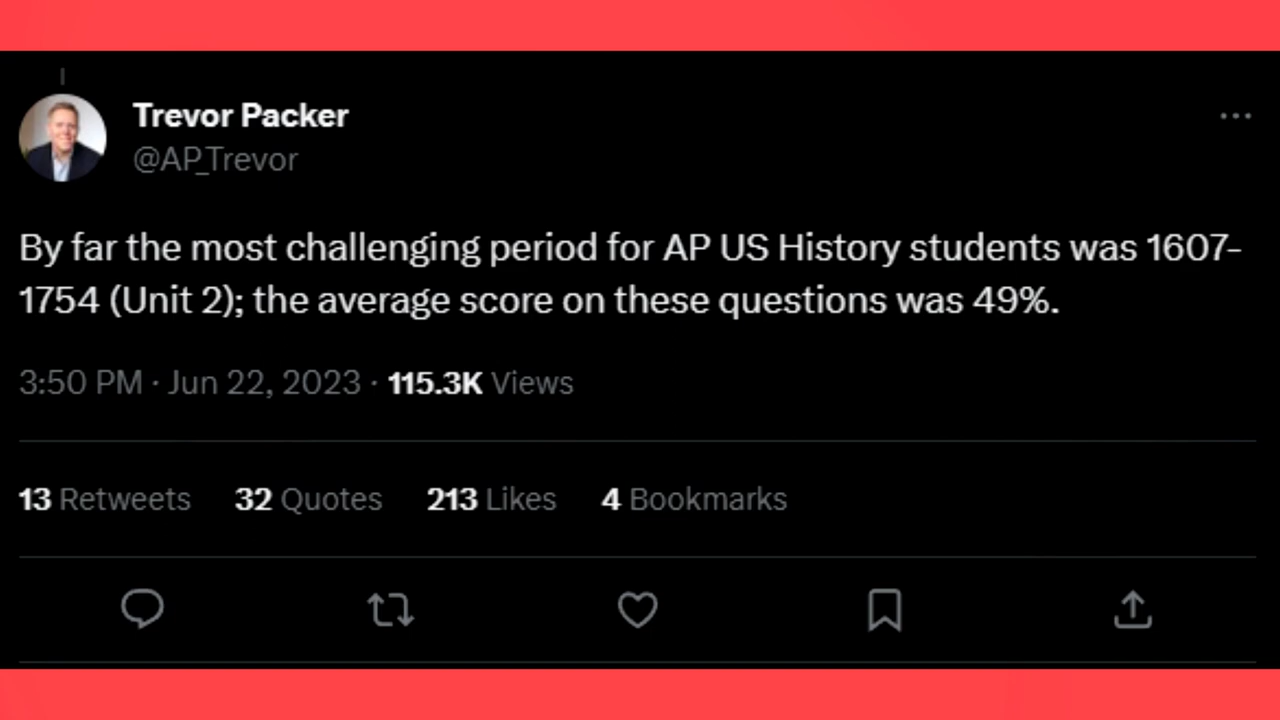 Trevor Packer
@AP_Trevor
By far the most challenging period for AP US History students was 1607–
1754 (Unit 2); the average score on these questions was 49%.
3:50 PM · Jun 22, 2023 · 115.3K Views
13 Retweets 32 Quotes 213 Likes 4 Bookmarks